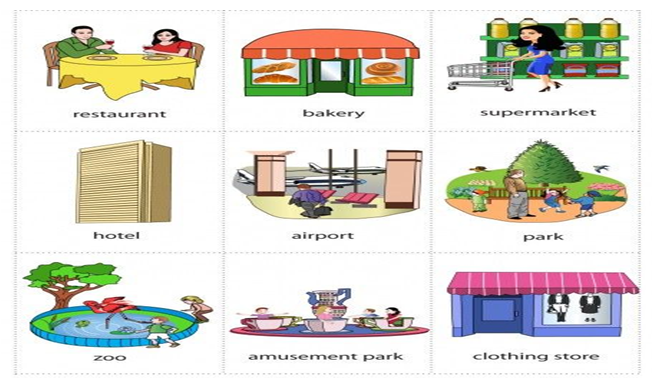 restaurant
bakery
supermarket
hotel
airport
park
zoo
amusement park
clothing store